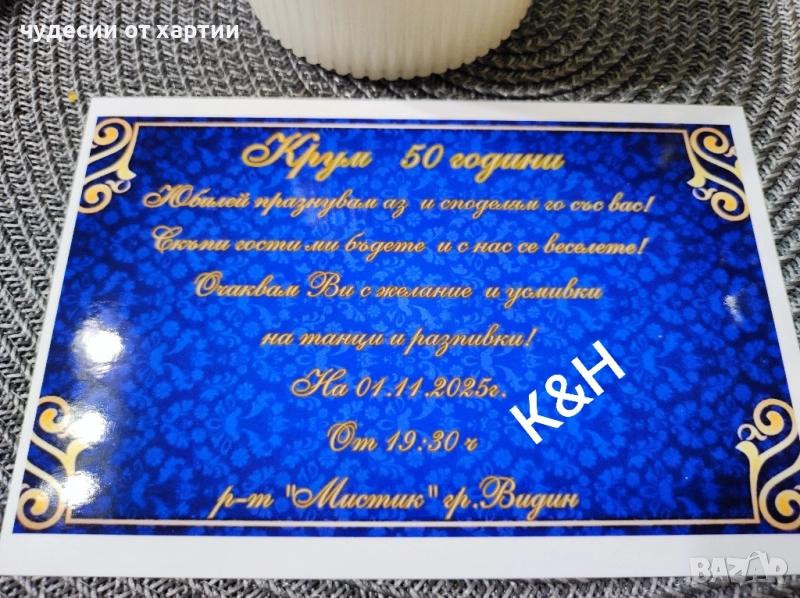 чудесии от хартии
Крум 50 години
Юбилей празнувам аз и споделям го със вас!
Скъпи гости ми бъдете и с нас се веселете!
Очаквам Ви с желание и усмивки
на танци и разпивки!
На 01.11.2025г.
От 19:30 ч
р-т "Мистик" гр.Видин
K&H
BAZAR